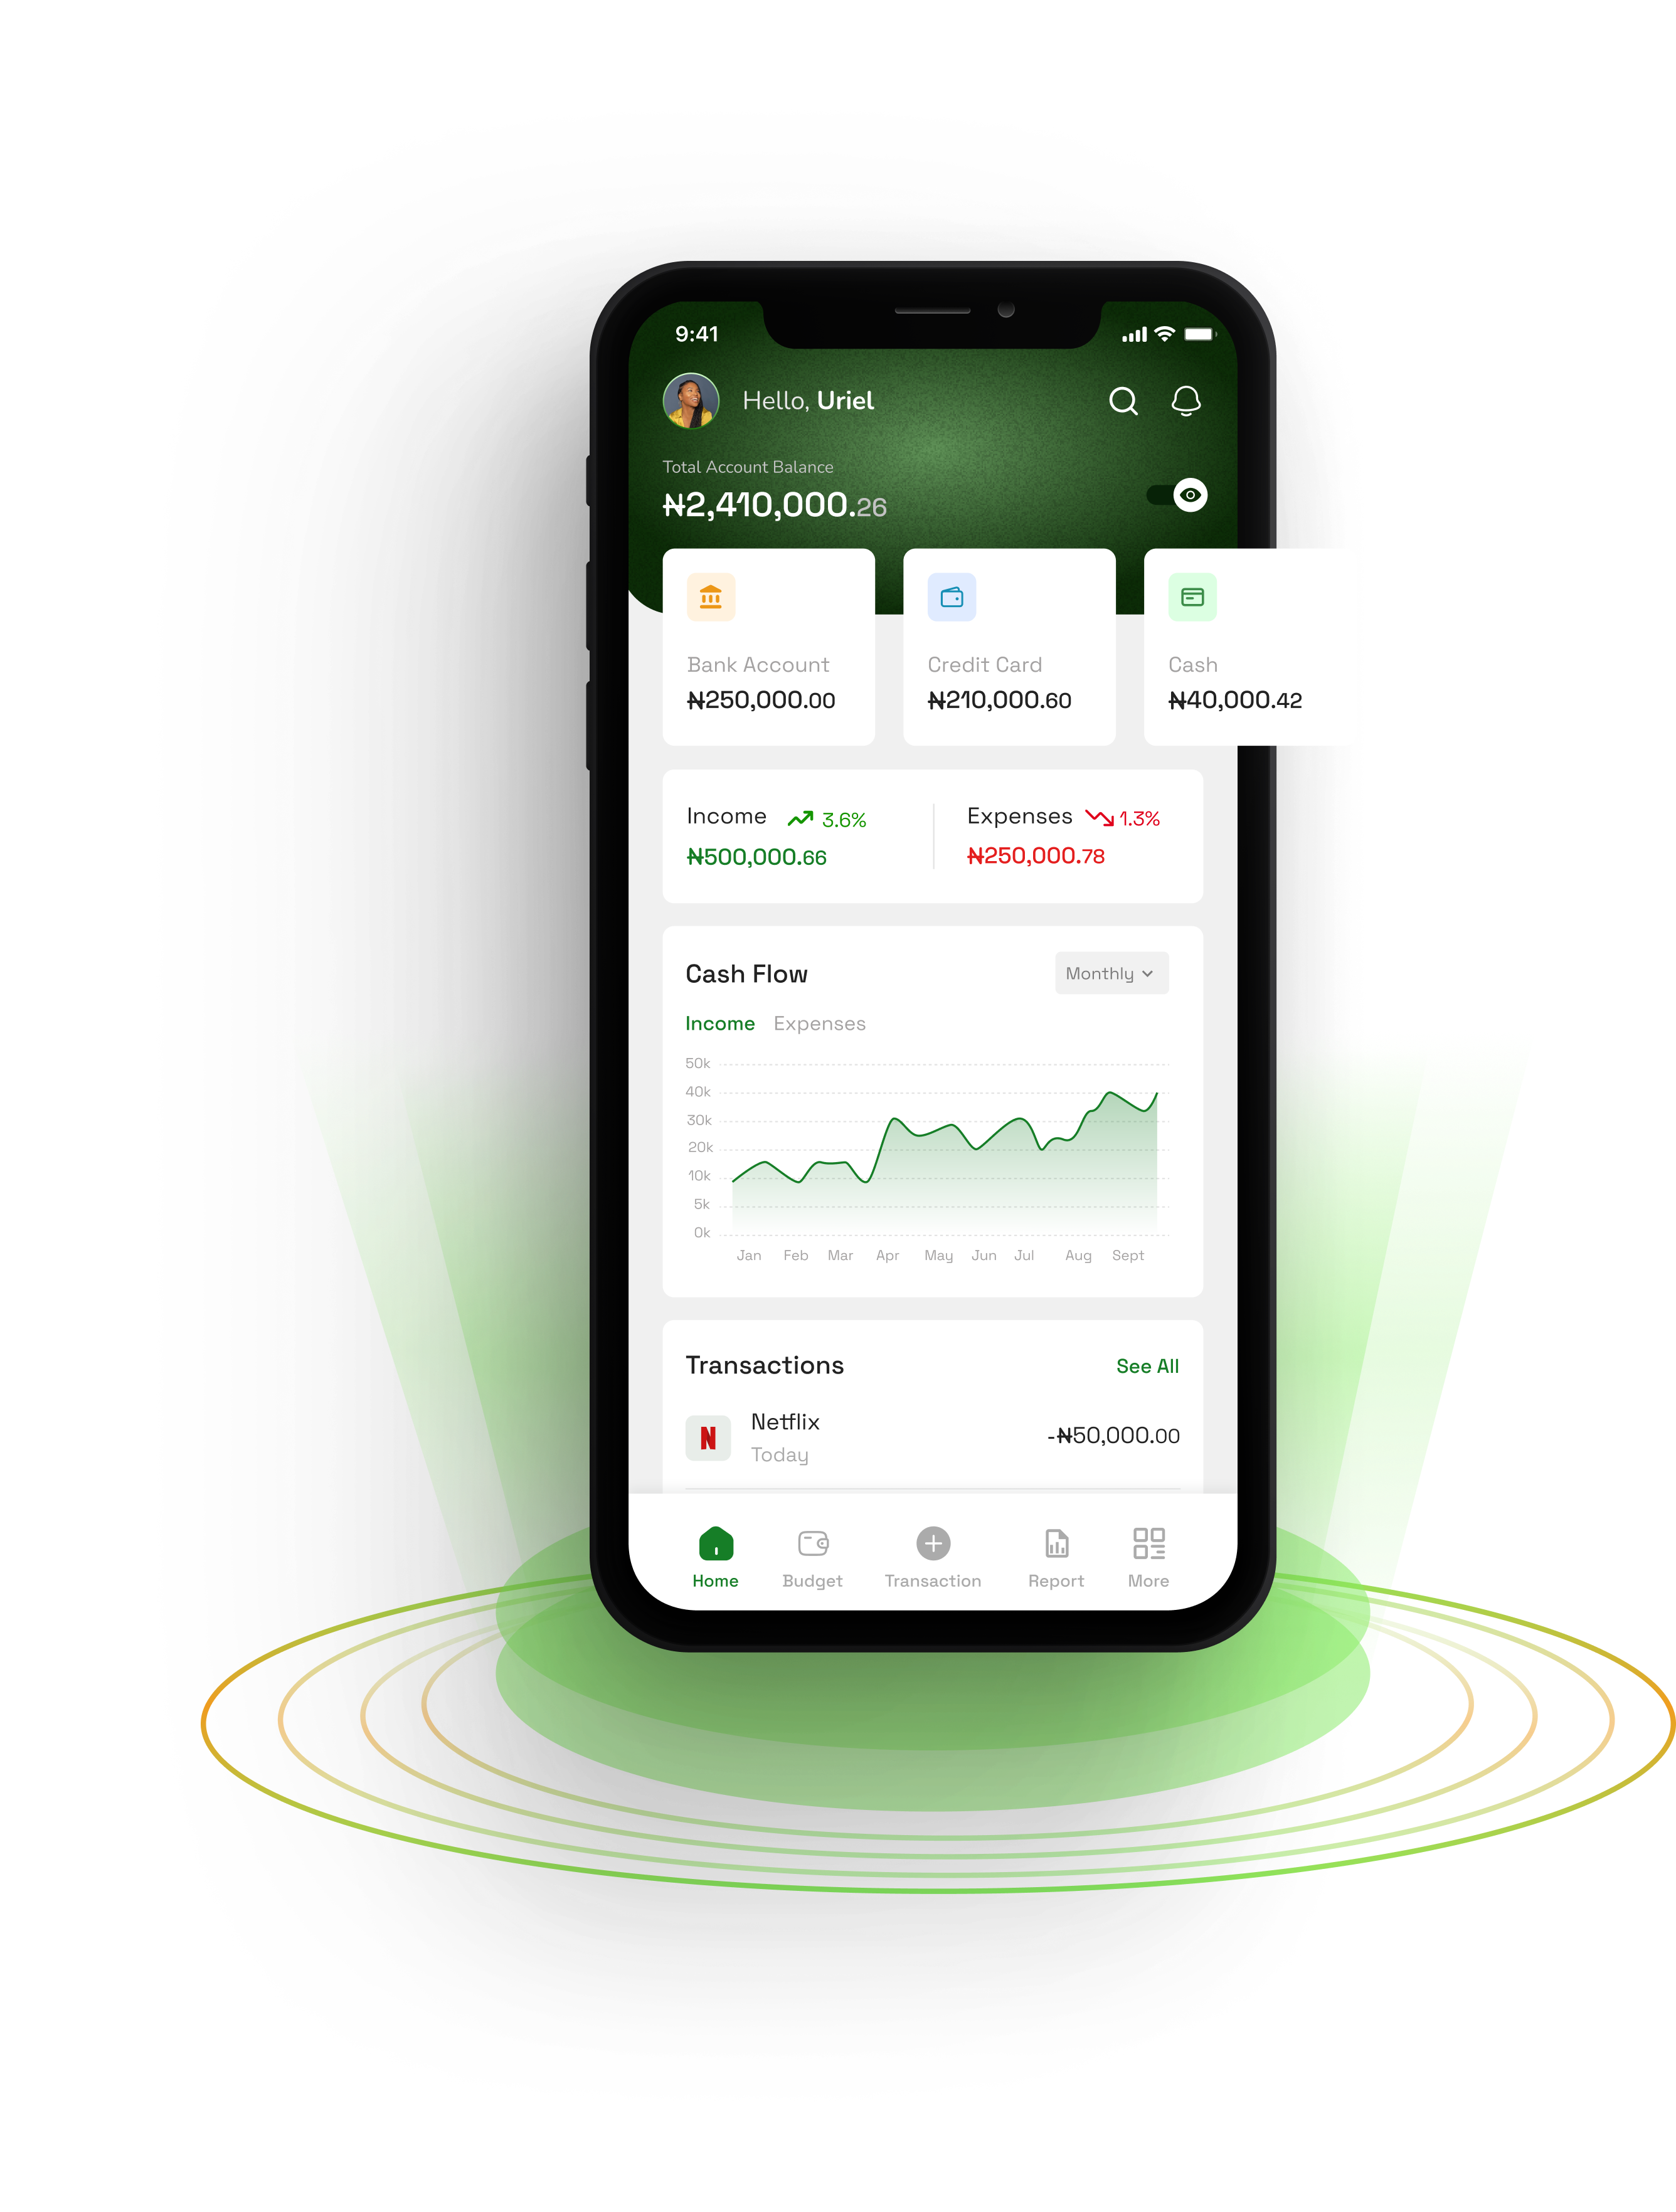 9:41
Hello, Uriel
Total Account Balance
₦2,410,000.26
Bank Account
₦250,000.00
Credit Card
₦210,000.60
Cash
₦40,000.42
Income 3.6%
₦500,000.66
Expenses 1.3%
₦250,000.78
Cash Flow
Monthly
Income Expenses
50k
40k
30k
20k
10k
5k
0k
Jan Feb Mar Apr May Jun Jul Aug Sept
Transactions
See All
N
Netflix
Today
-₦50,000.00
Home Budget Transaction Report More